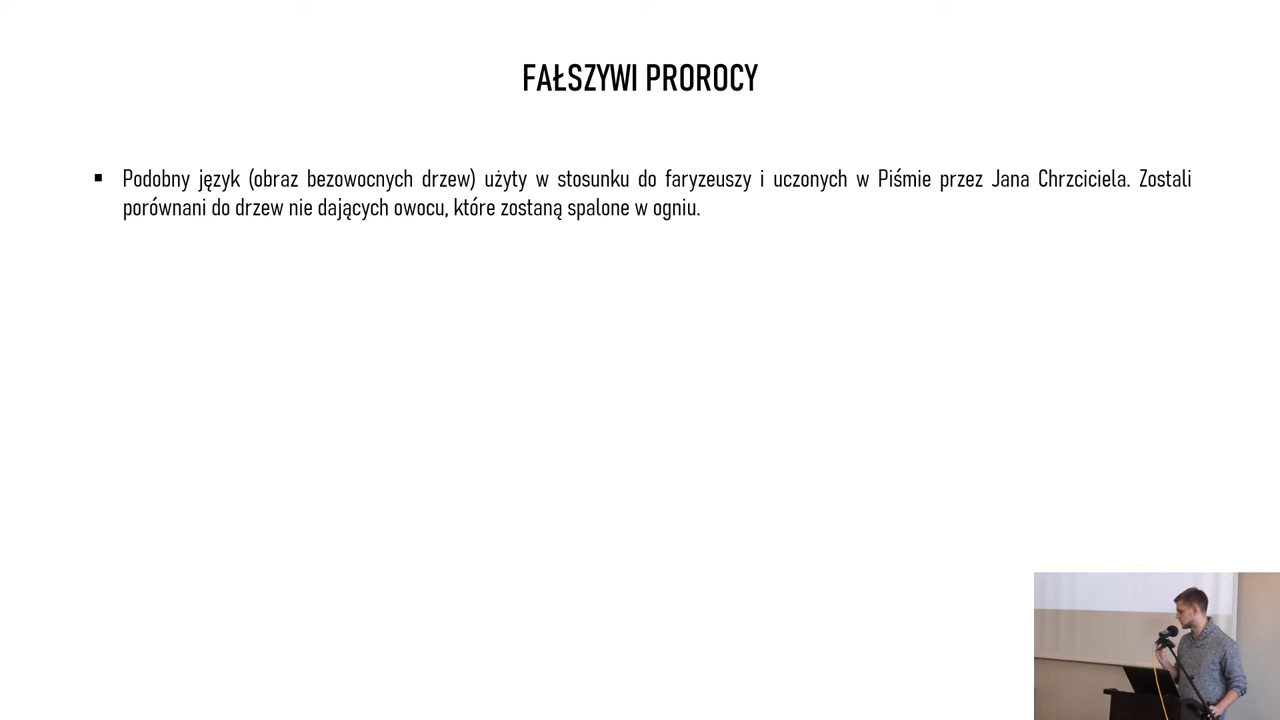 FAŁSZYWI PROROCY
▪ Podobny język (obraz bezowocnych drzew) użyty w stosunku do faryzeuszy i uczonych w Piśmie przez Jana Chrzciciela. Zostali
porównani do drzew nie dających owocu, które zostaną spalone w ogniu.